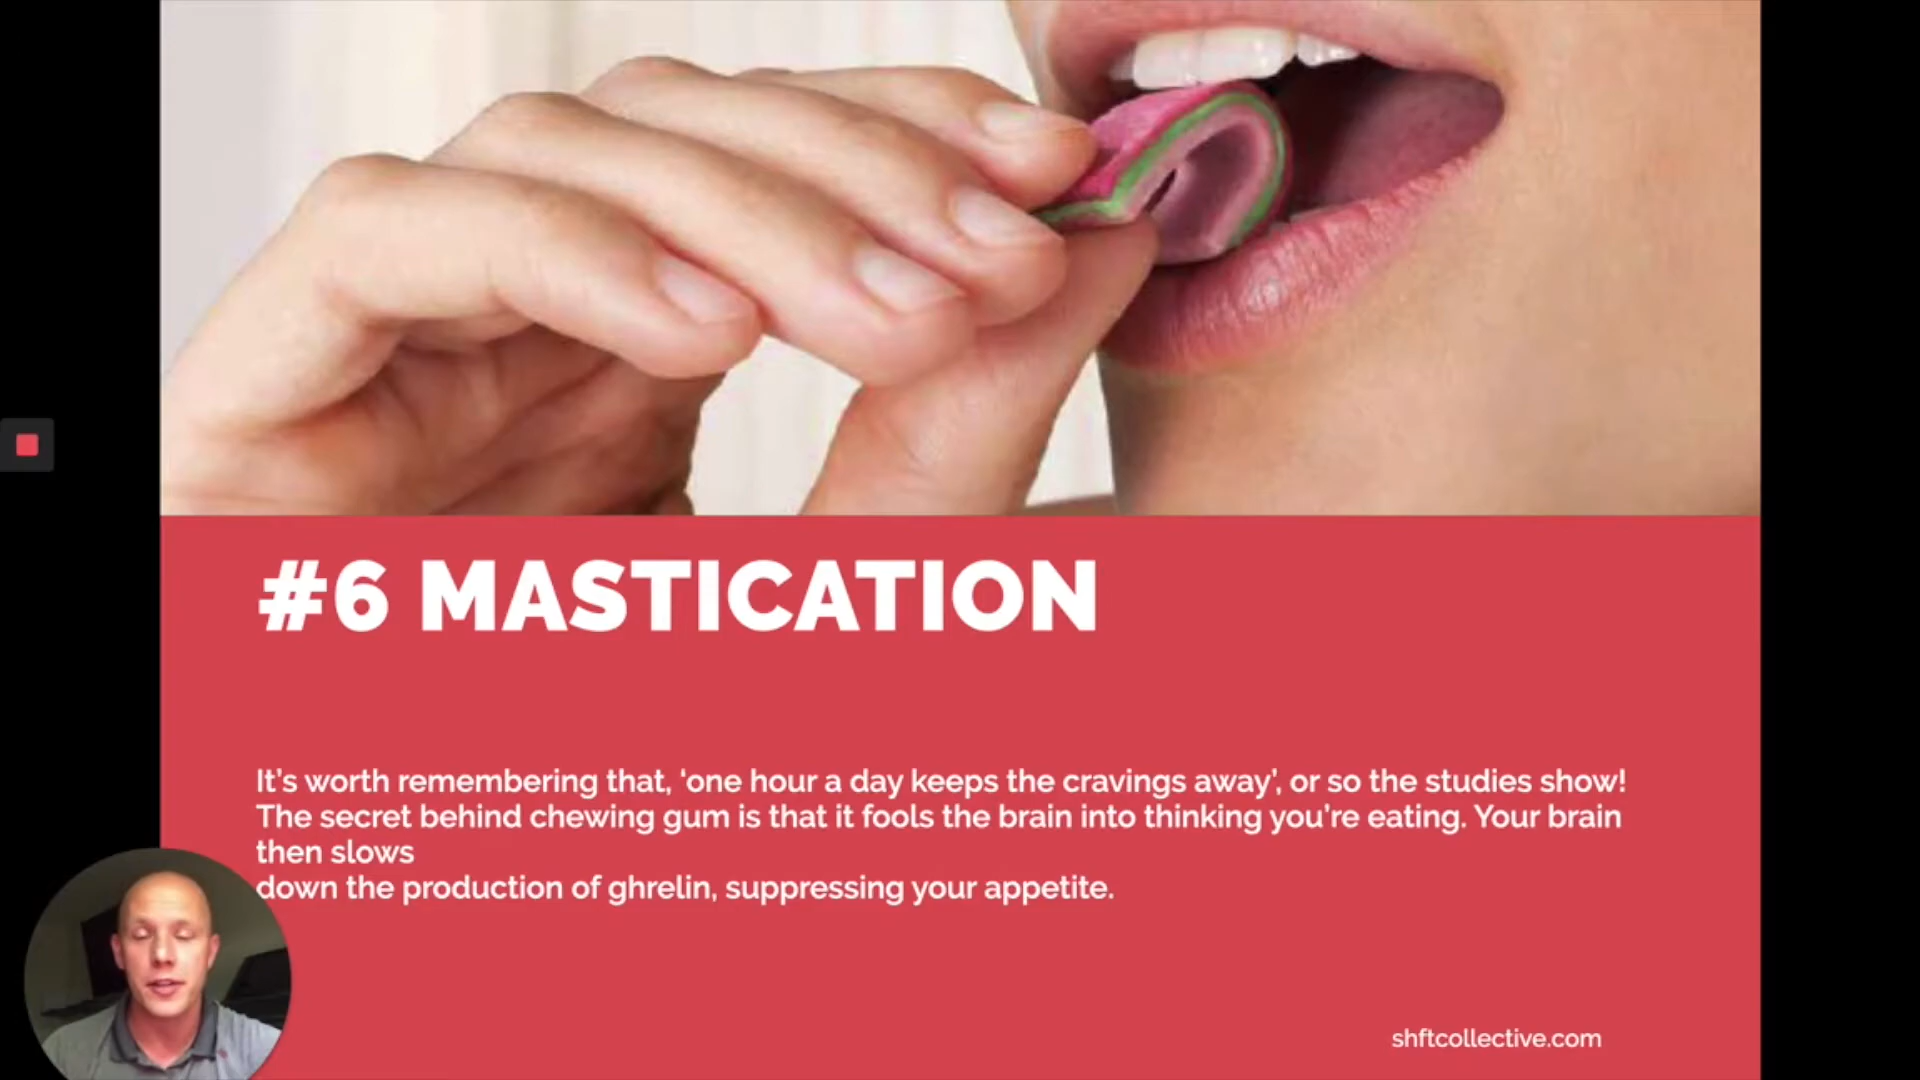 #6 MASTICATION
It’s worth remembering that, ‘one hour a day keeps the cravings away’, or so the studies show!
The secret behind chewing gum is that it fools the brain into thinking you’re eating. Your brain
then slows
down the production of ghrelin, suppressing your appetite.
shftcollective.com